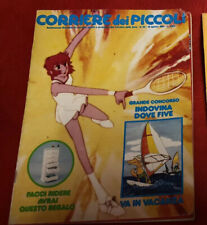 CORRIERE dei PICCOLI
GRANDE CONCORSO
INDOVINA
DOVE FIVE
VA IN VACANZA
FACCI RIDERE
AVRAI
QUESTO REGALO